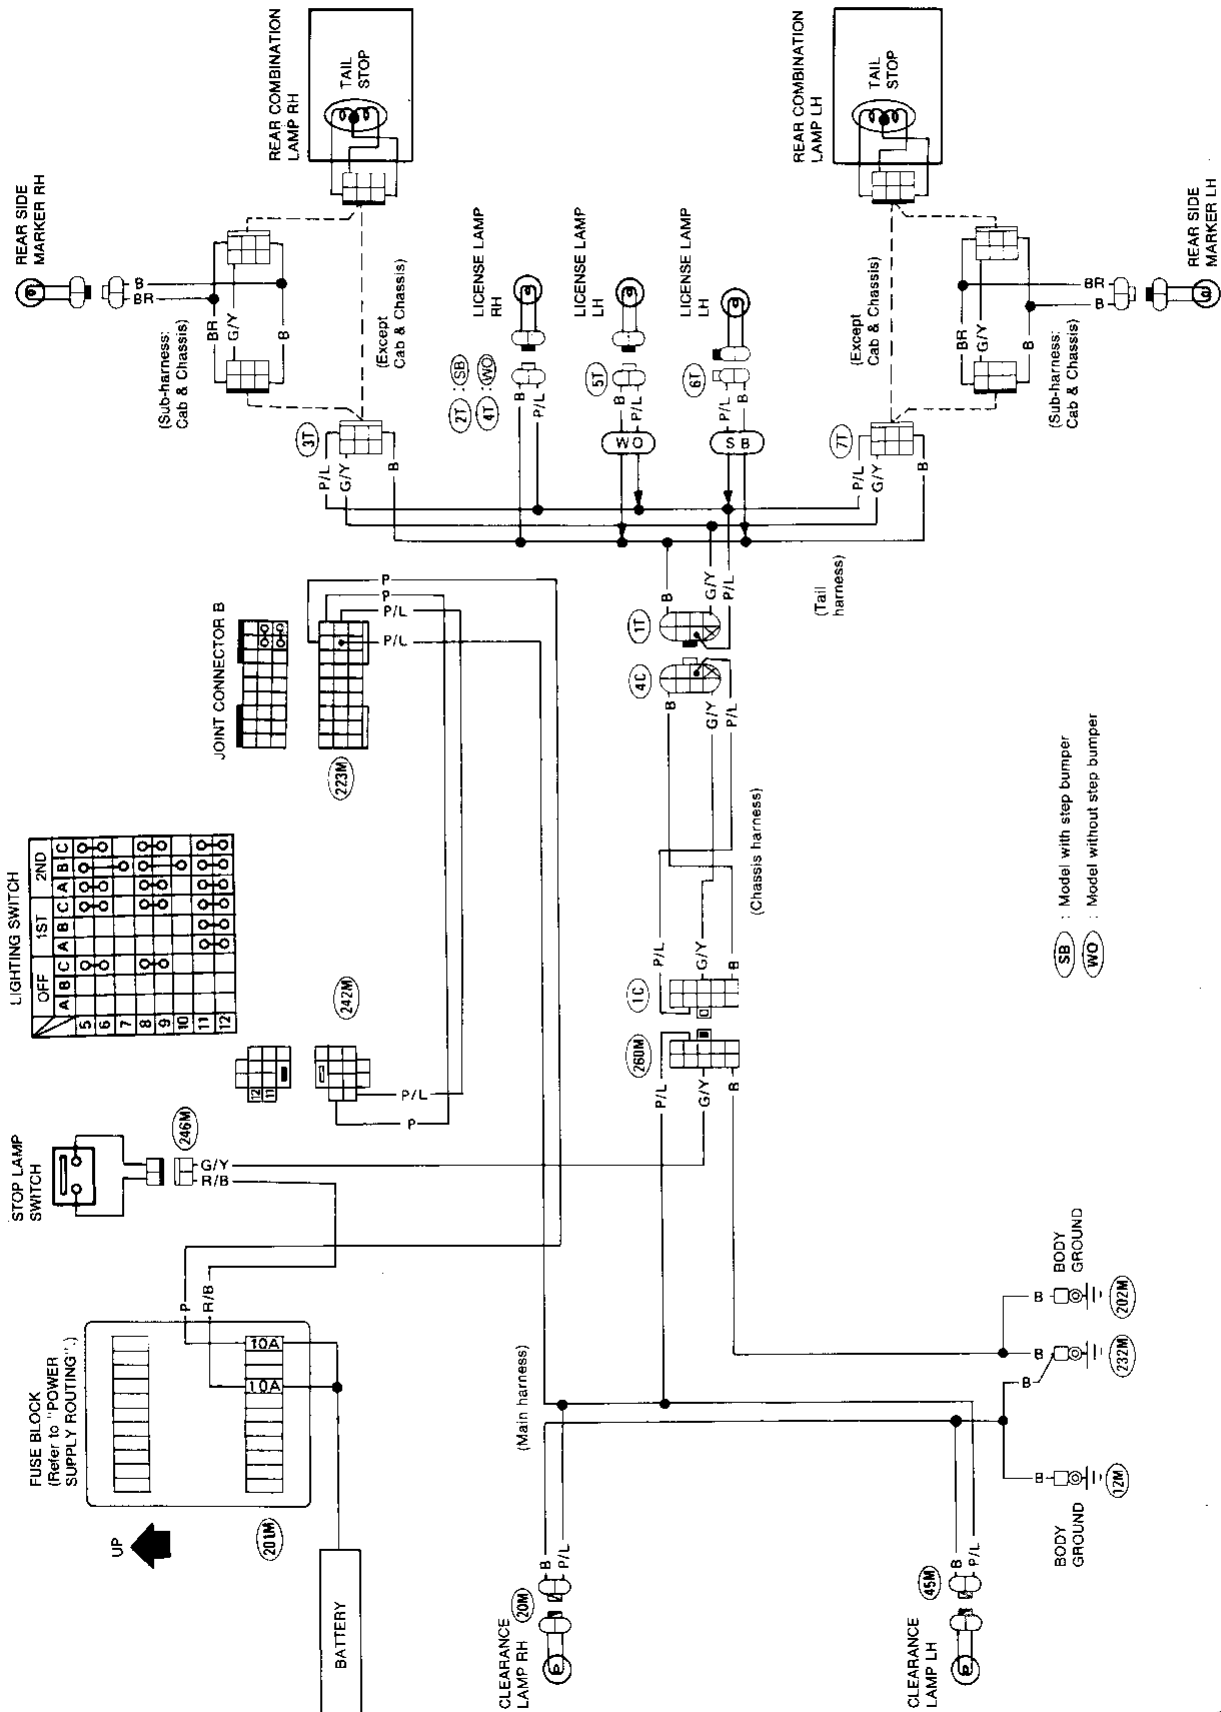 BATTERY
UP
FUSE BLOCK
(Refer to "POWER
SUPPLY ROUTING".)
201M
10A
10A
P
R/B
STOP LAMP
SWITCH
246M
G/Y
R/B
LIGHTING SWITCH
OFF
1ST
2ND
A B C A B C A B C
5
6
7
8
9
10
11
12
12
11
242M
P/L
P
JOINT CONNECTOR B
223M
P
P
P/L
P/L
REAR SIDE
MARKER RH
B
BR
(Sub-harness:
Cab & Chassis)
BR
G/Y
B
REAR COMBINATION
LAMP RH
TAIL
STOP
(Except
Cab & Chassis)
3T
P/L
G/Y
B
2T : SB
4T : WO
LICENSE LAMP
RH
B
P/L
LICENSE LAMP
LH
5T
B
P/L
WO
LICENSE LAMP
LH
6T
P/L
B
SB
REAR COMBINATION
LAMP LH
TAIL
STOP
(Except
Cab & Chassis)
7T
P/L
G/Y
B
BR
G/Y
B
(Sub-harness:
Cab & Chassis)
BR
B
REAR SIDE
MARKER LH
(Tail
harness)
1T
B
G/Y
P/L
4C
B
G/Y
P/L
(Chassis harness)
1C
P/L
G/Y
B
260M
P/L
G/Y
B
(Main harness)
CLEARANCE
LAMP RH
20M
B
P/L
CLEARANCE
LAMP LH
45M
B
P/L
BODY
GROUND
12M
B
B
B
232M
B
202M
BODY
GROUND
SB : Model with step bumper
WO : Model without step bumper